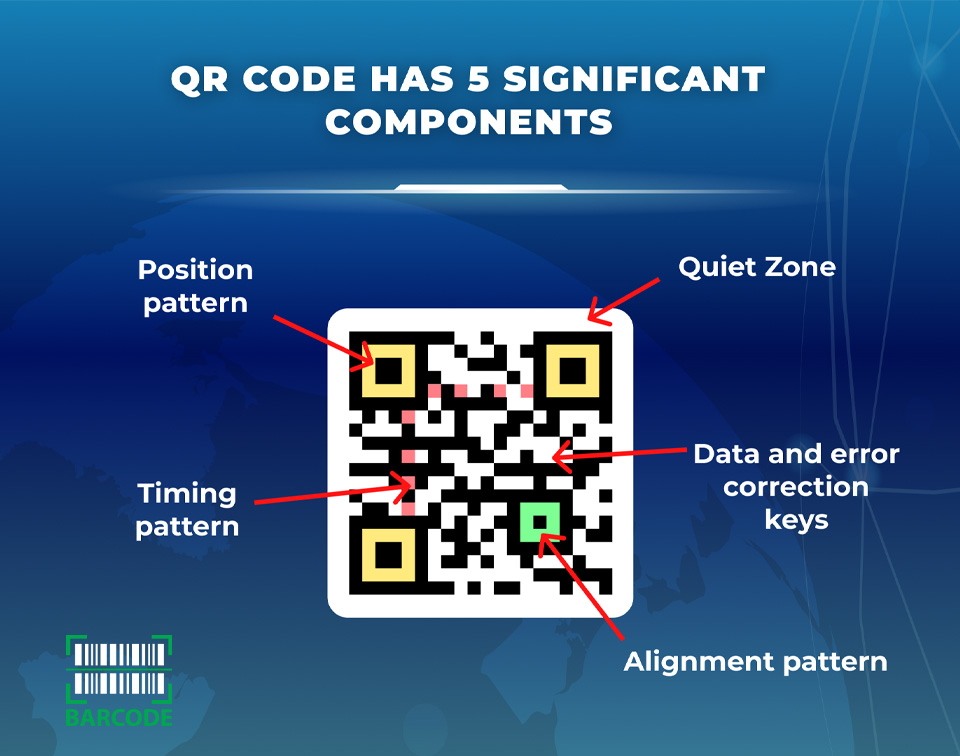 QR CODE HAS 5 SIGNIFICANT
COMPONENTS
Position
pattern
Quiet Zone
Timing
pattern
Data and error
correction
keys
Alignment pattern
BARCODE